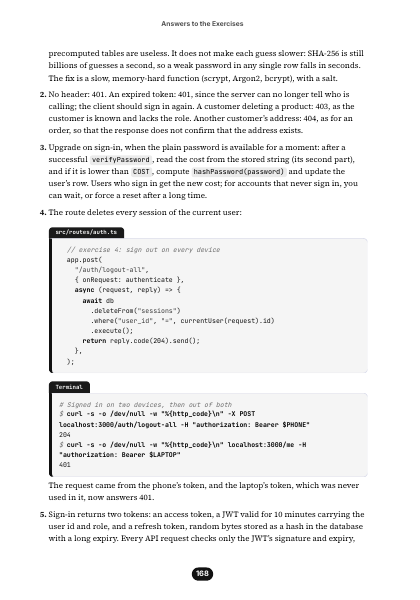 Answers to the Exercises
precomputed tables are useless. It does not make each guess slower: SHA-256 is still
billions of guesses a second, so a weak password in any single row falls in seconds.
The fix is a slow, memory-hard function (scrypt, Argon2, bcrypt), with a salt.
2. No header: 401. An expired token: 401, since the server can no longer tell who is
calling; the client should sign in again. A customer deleting a product: 403, as the
customer is known and lacks the role. Another customer's address: 404, as for an
order, so that the response does not confirm that the address exists.
3. Upgrade on sign-in, when the plain password is available for a moment: after a
successful verifyPassword, read the cost from the stored string (its second part),
and if it is lower than COST, compute hashPassword(password) and update the
user's row. Users who sign in get the new cost; for accounts that never sign in, you
can wait, or force a reset after a long time.
4. The route deletes every session of the current user:
src/routes/auth.ts
// exercise 4: sign out on every device
app.post(
"/auth/logout-all",
{ onRequest: authenticate },
async (request, reply) => {
await db
.deleteFrom("sessions")
.where("user_id", "=", currentUser(request).id)
.execute();
return reply.code(204).send();
},
);
Terminal
# Signed in on two devices, then out of both
$ curl -s -o /dev/null -w "%{http_code}\n" -X POST
localhost:3000/auth/logout-all -H "authorization: Bearer $PHONE"
204
$ curl -s -o /dev/null -w "%{http_code}\n" localhost:3000/me -H
"authorization: Bearer $LAPTOP"
401
The request came from the phone's token, and the laptop's token, which was never
used in it, now answers 401.
5. Sign-in returns two tokens: an access token, a JWT valid for 10 minutes carrying the
user id and role, and a refresh token, random bytes stored as a hash in the database
with a long expiry. Every API request checks only the JWT's signature and expiry,
168